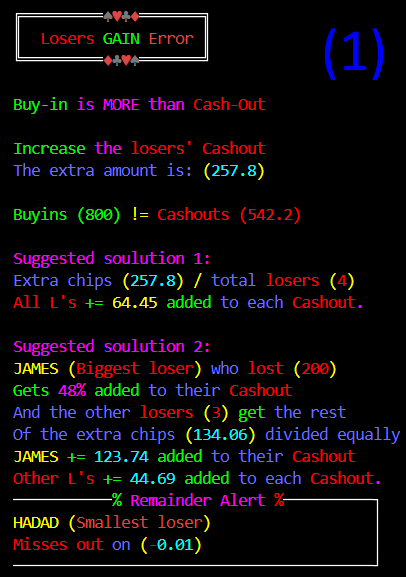 ♠♥♣♦
Losers GAIN Error
♦♣♥♠
(1)
Buy-in is MORE than Cash-Out
Increase the losers' Cashout
The extra amount is: (257.8)
Buyins (800) != Cashouts (542.2)
Suggested soulution 1:
Extra chips (257.8) / total losers (4)
All L's += 64.45 added to each Cashout.
Suggested soulution 2:
JAMES (Biggest loser) who lost (200)
Gets 48% added to their Cashout
And the other losers (3) get the rest
Of the extra chips (134.06) divided equally
JAMES += 123.74 added to their Cashout
Other L's += 44.69 added to each Cashout.
% Remainder Alert %
HADAD (Smallest loser)
Misses out on (-0.01)